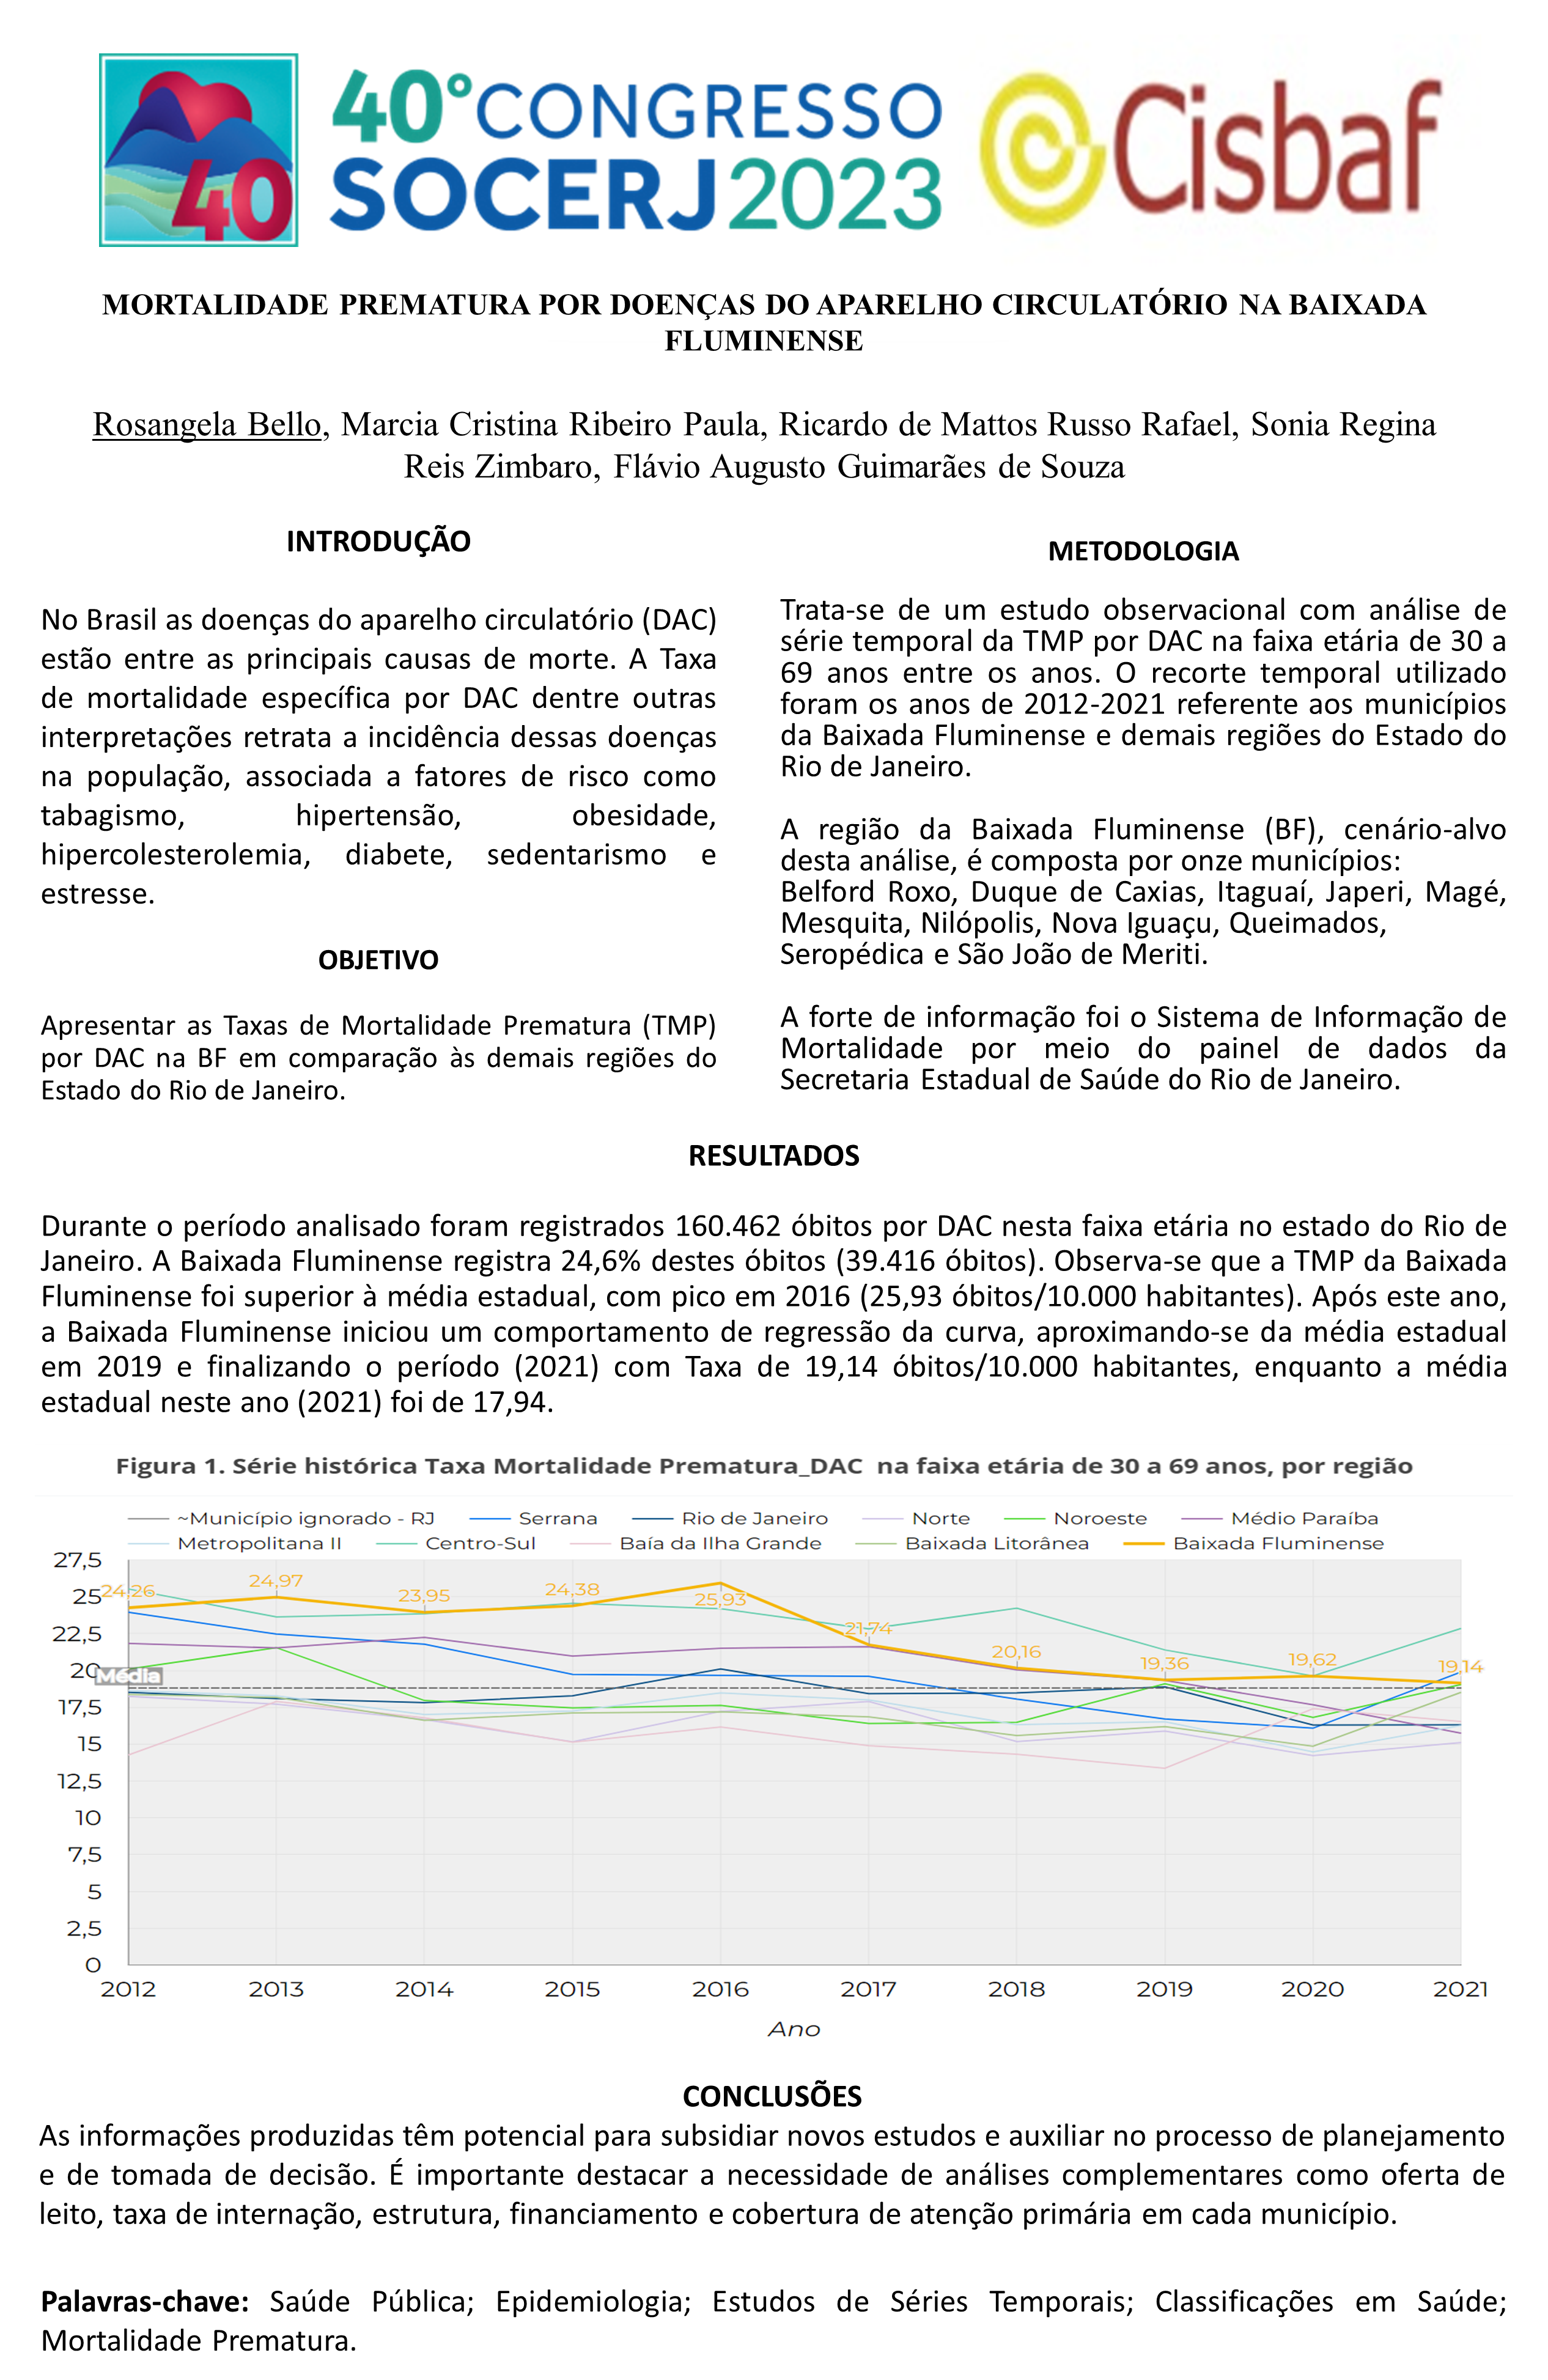 40
40° CONGRESSO
SOCERJ 2023
Cisbaf
MORTALIDADE PREMATURA POR DOENÇAS DO APARELHO CIRCULATÓRIO NA BAIXADA
FLUMINENSE
Rosangela Bello, Marcia Cristina Ribeiro Paula, Ricardo de Mattos Russo Rafael, Sonia Regina
Reis Zimbaro, Flávio Augusto Guimarães de Souza
INTRODUÇÃO
No Brasil as doenças do aparelho circulatório (DAC)
estão entre as principais causas de morte. A Taxa
de mortalidade específica por DAC dentre outras
interpretações retrata a incidência dessas doenças
na população, associada a fatores de risco como
tabagismo, hipertensão, obesidade,
hipercolesterolemia, diabete, sedentarismo e
estresse.
OBJETIVO
Apresentar as Taxas de Mortalidade Prematura (TMP)
por DAC na BF em comparação às demais regiões do
Estado do Rio de Janeiro.
METODOLOGIA
Trata-se de um estudo observacional com análise de
série temporal da TMP por DAC na faixa etária de 30 a
69 anos entre os anos. O recorte temporal utilizado
foram os anos de 2012-2021 referente aos municípios
da Baixada Fluminense e demais regiões do Estado do
Rio de Janeiro.
A região da Baixada Fluminense (BF), cenário-alvo
desta análise, é composta por onze municípios:
Belford Roxo, Duque de Caxias, Itaguaí, Japeri, Magé,
Mesquita, Nilópolis, Nova Iguaçu, Queimados,
Seropédica e São João de Meriti.
A forte de informação foi o Sistema de Informação de
Mortalidade por meio do painel de dados da
Secretaria Estadual de Saúde do Rio de Janeiro.
RESULTADOS
Durante o período analisado foram registrados 160.462 óbitos por DAC nesta faixa etária no estado do Rio de
Janeiro. A Baixada Fluminense registra 24,6% destes óbitos (39.416 óbitos). Observa-se que a TMP da Baixada
Fluminense foi superior à média estadual, com pico em 2016 (25,93 óbitos/10.000 habitantes). Após este ano,
a Baixada Fluminense iniciou um comportamento de regressão da curva, aproximando-se da média estadual
em 2019 e finalizando o período (2021) com Taxa de 19,14 óbitos/10.000 habitantes, enquanto a média
estadual neste ano (2021) foi de 17,94.
Figura 1. Série histórica Taxa Mortalidade Prematura_DAC na faixa etária de 30 a 69 anos, por região
~Município ignorado - RJ Serrana Rio de Janeiro Norte Noroeste Médio Paraíba
Metropolitana II Centro-Sul Baía da Ilha Grande Baixada Litorânea Baixada Fluminense
27,5
25
22,5
20
17,5
15
12,5
10
7,5
5
2,5
0
24,26 24,97 23,95 24,38 25,93 21,74 20,16 19,36 19,62 19,14
Média
2012 2013 2014 2015 2016 2017 2018 2019 2020 2021
Ano
CONCLUSÕES
As informações produzidas têm potencial para subsidiar novos estudos e auxiliar no processo de planejamento
e de tomada de decisão. É importante destacar a necessidade de análises complementares como oferta de
leito, taxa de internação, estrutura, financiamento e cobertura de atenção primária em cada município.
Palavras-chave: Saúde Pública; Epidemiologia; Estudos de Séries Temporais; Classificações em Saúde;
Mortalidade Prematura.